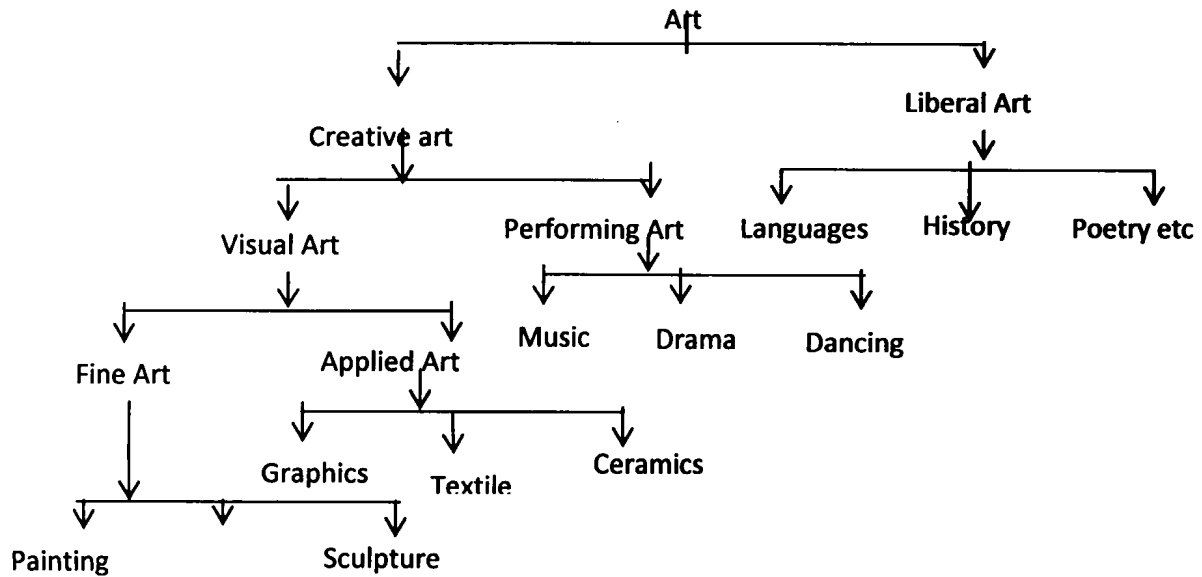 Art
Liberal Art
Creative art
Languages
History
Poetry etc
Performing Art
Visual Art
Music
Drama
Dancing
Applied Art
Fine Art
Graphics
Textile
Ceramics
Painting
Sculpture